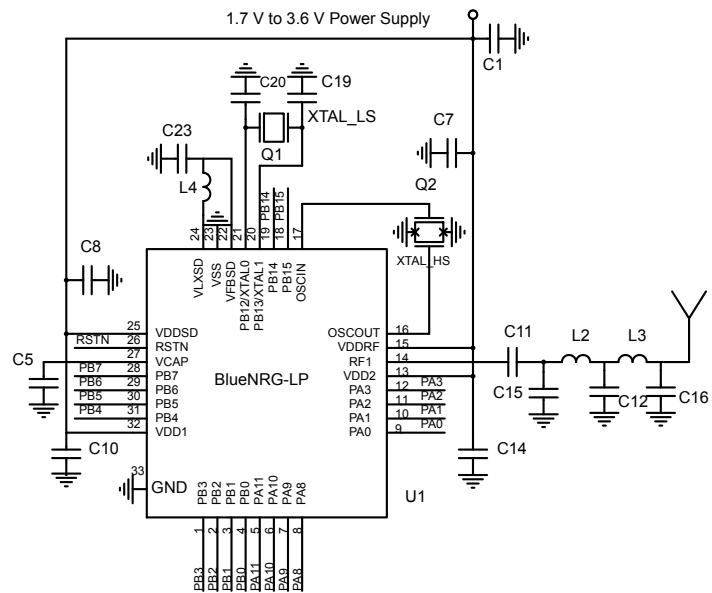 1.7 V to 3.6 V Power Supply
C1
C20
C19
XTAL_LS
C7
C23
Q1
Q2
L4
PB14
PB15
24
23
22
21
20
19
18
17
XTAL_HS
C8
VLXSD
VSS
VFBSD
PB12/XTAL0
PB13/XTAL1
PB14
PB15
OSCIN
25
VDDSD
OSCOUT
16
RSTN
26
RSTN
VDDRF
15
C11
L2
L3
C5
27
VCAP
RF1
14
PB7
28
PB7
BlueNRG-LP
VDD2
13
PB6
29
PB6
PA3
12
PA3
PB5
30
PB5
PA2
11
PA2
C15
C12
C16
PB4
31
PB4
PA1
10
PA1
32
VDD1
PA0
9
PA0
C10
C14
33
GND
U1
PB3
PB2
PB1
PB0
PA11
PA10
PA9
PA8
1
2
3
4
5
6
7
8
PB3
PB2
PB1
PB0
PA11
PA10
PA9
PA8